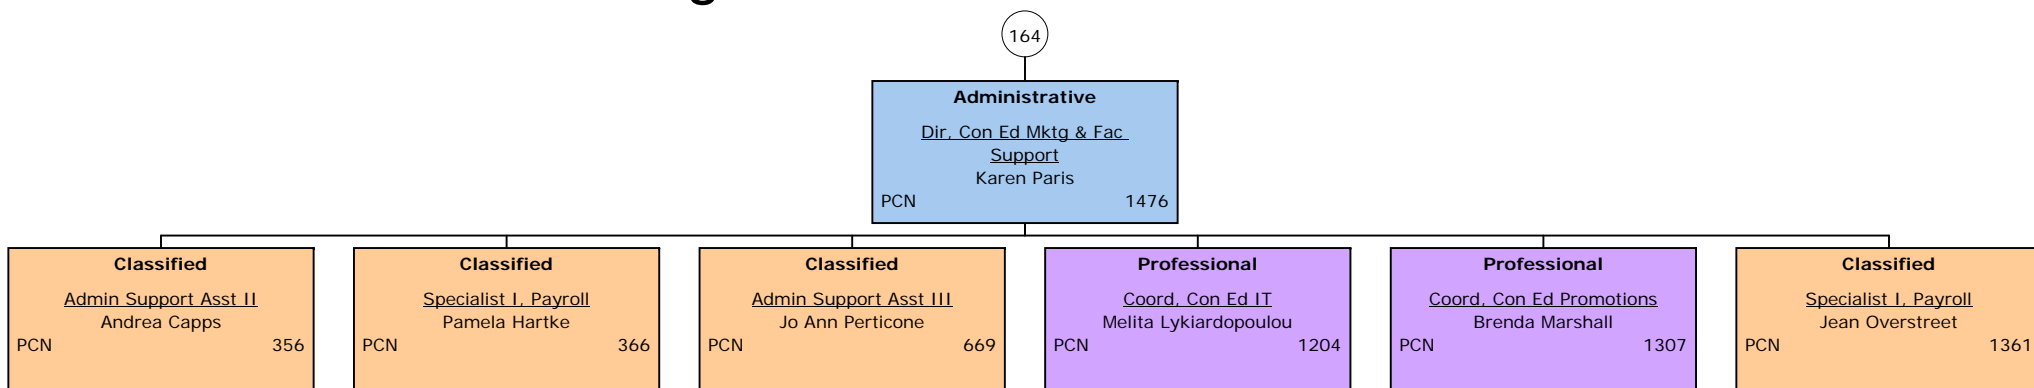 164
Administrative
Dir, Con Ed Mktg & Fac
Support
Karen Paris
PCN 1476
Classified
Admin Support Asst II
Andrea Capps
PCN 356
Classified
Specialist I, Payroll
Pamela Hartke
PCN 366
Classified
Admin Support Asst III
Jo Ann Perticone
PCN 669
Professional
Coord, Con Ed IT
Melita Lykiardopoulou
PCN 1204
Professional
Coord, Con Ed Promotions
Brenda Marshall
PCN 1307
Classified
Specialist I, Payroll
Jean Overstreet
PCN 1361